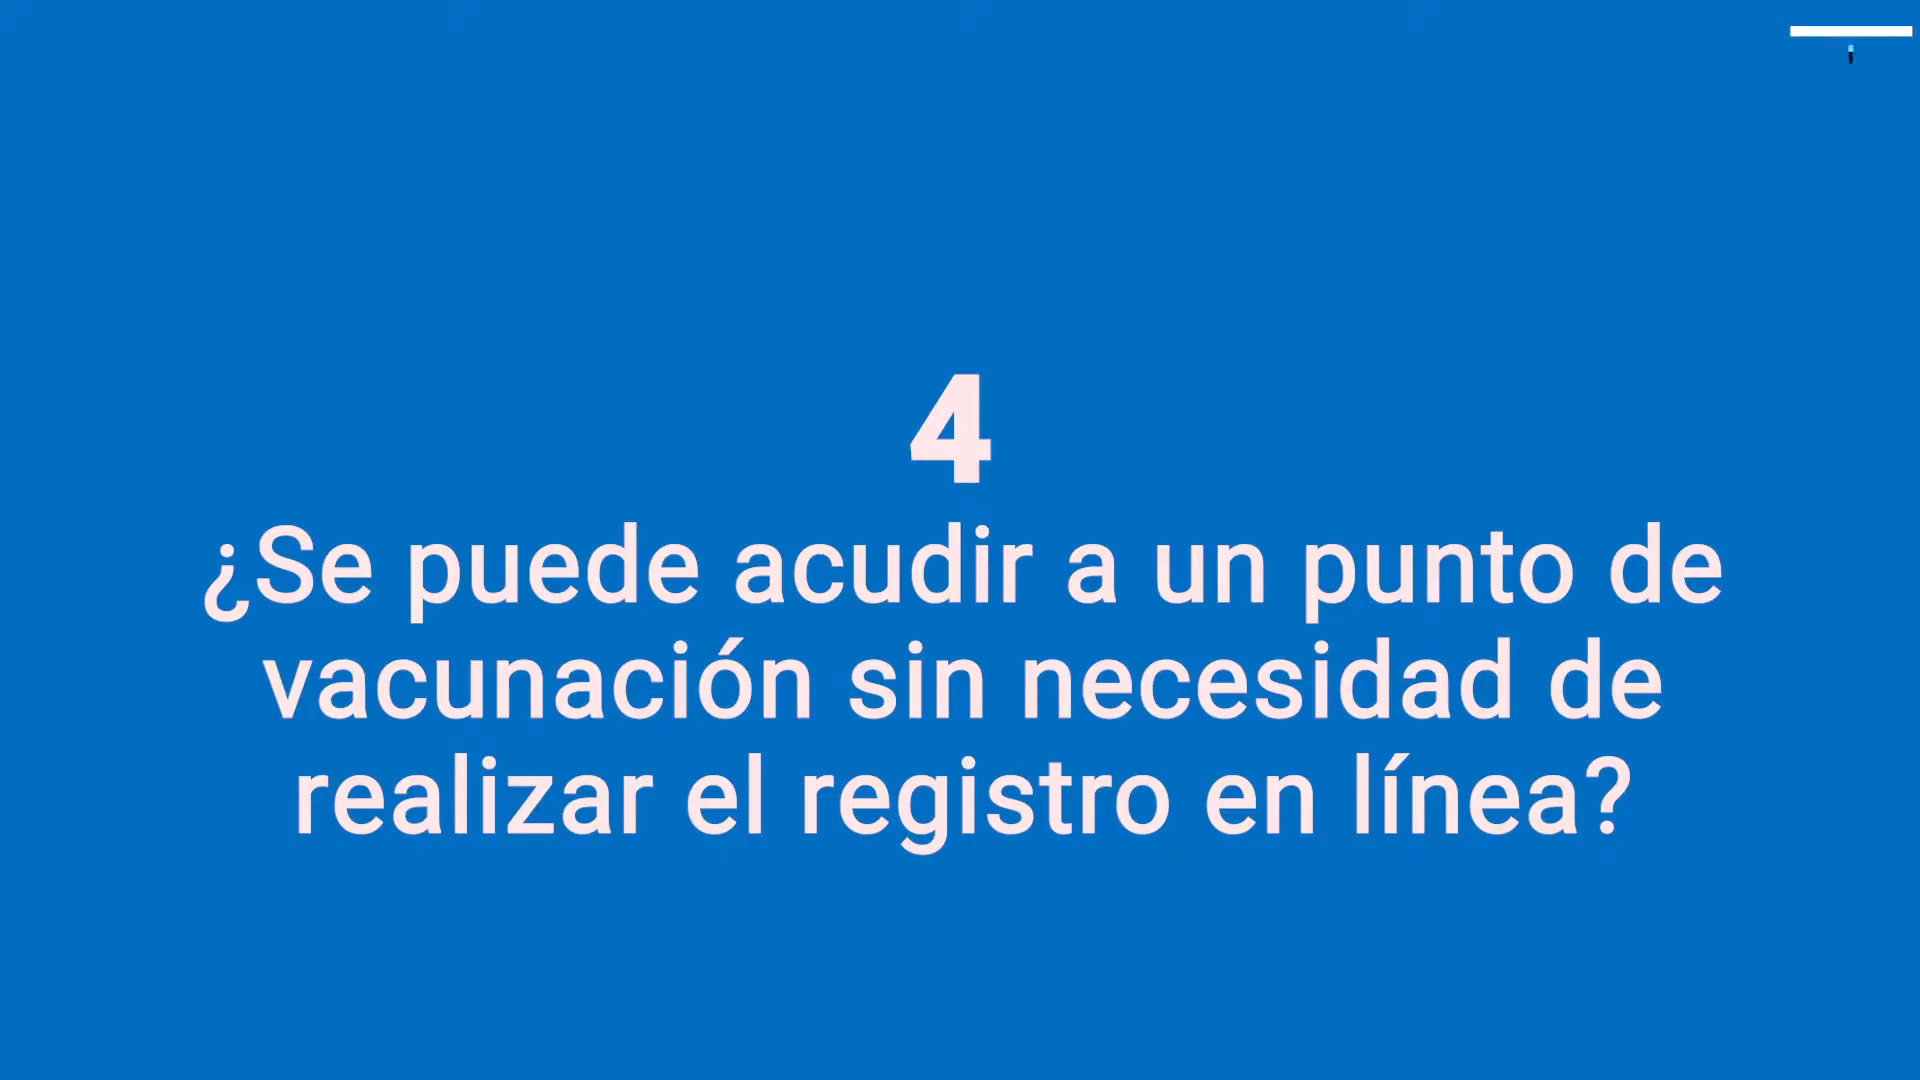 4
¿Se puede acudir a un punto de
vacunación sin necesidad de
realizar el registro en línea?